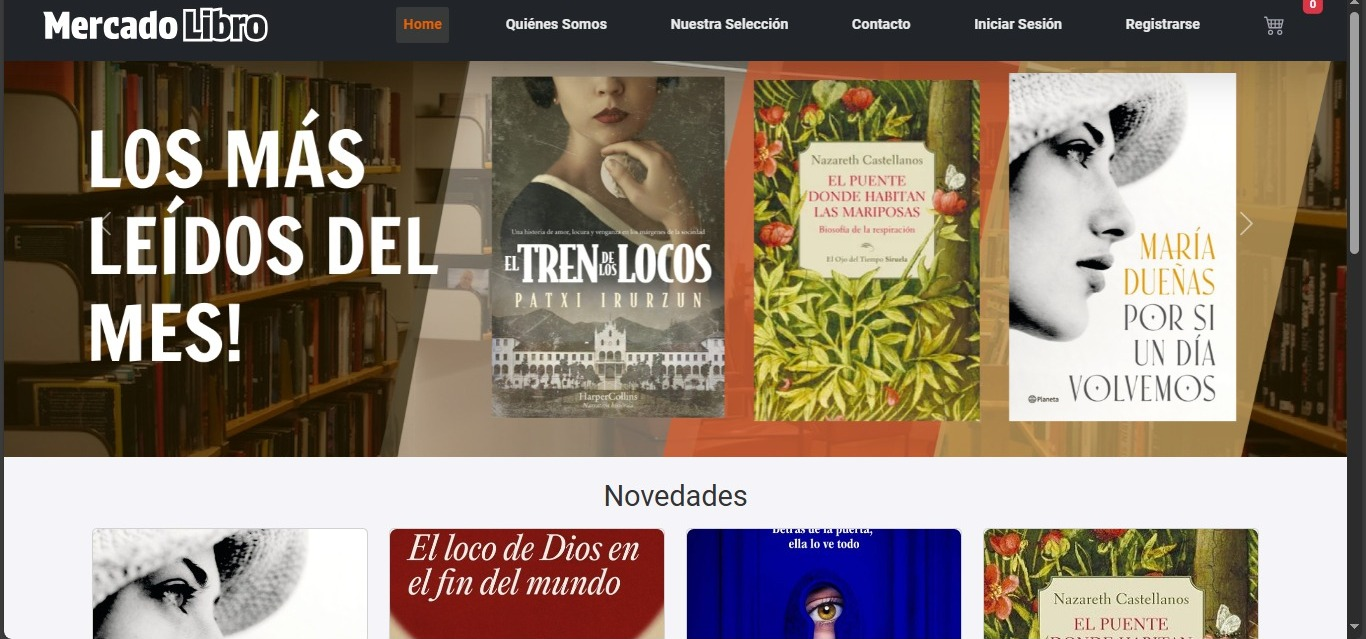 Mercado Libro
Home
Quiénes Somos
Nuestra Selección
Contacto
Iniciar Sesión
Registrarse
0
LOS MÁS
LEÍDOS DEL
MES!
Una historia de amor, locura y venganza en los márgenes de la sociedad
EL TREN DE LOS LOCOS
PATXI IRURZUN
HarperCollins
Nazareth Castellanos
EL PUENTE
DONDE HABITAN
LAS MARIPOSAS
Biosofía de la respiración
El Ojo del Tiempo Siruela
MARÍA
DUEÑAS
POR SI
UN DÍA
VOLVEMOS
Planeta
Novedades
El loco de Dios en
el fin del mundo
Detrás de la puerta,
ella lo ve todo
Nazareth Castellanos
EL PUENTE
DONDE HABITAN